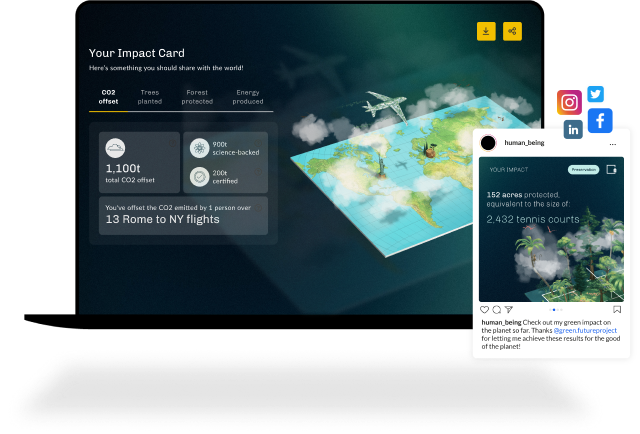 Your Impact Card
Here's something you should share with the world!
CO2 offset
Trees planted
Forest protected
Energy produced
1,100t
total CO2 offset
900t
science-backed
200t
certified
You've offset the CO2 emitted by 1 person over
13 Rome to NY flights
in
human_being
...
YOUR IMPACT
Preservation
152 acres protected,
equivalent to the size of:
2,432 tennis courts
human_being Check out my green impact on
the planet so far. Thanks @green.futureproject
for letting me achieve these results for the good
of the planet!